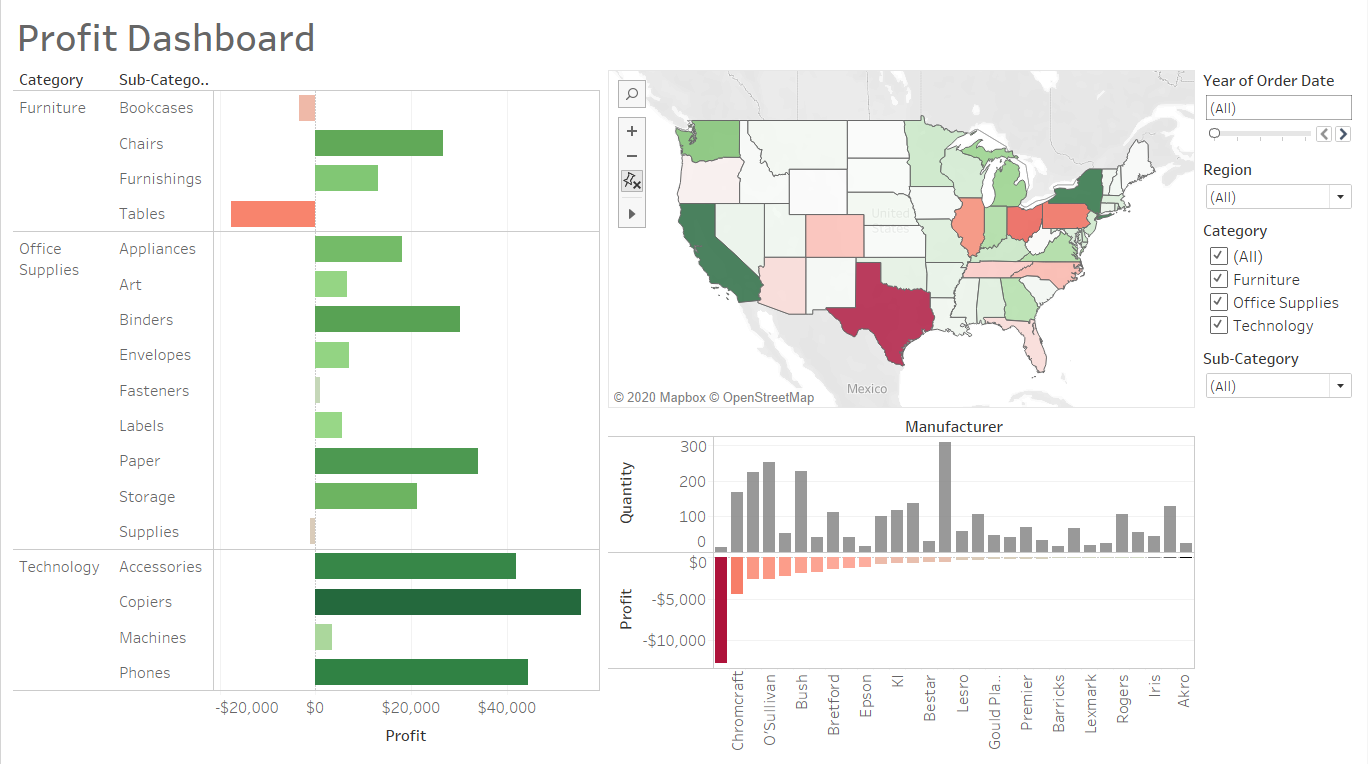 Profit Dashboard
Category Sub-Catego..
Furniture Bookcases
Chairs
Furnishings
Tables
Office Supplies Appliances
Art
Binders
Envelopes
Fasteners
Labels
Paper
Storage
Supplies
Technology Accessories
Copiers
Machines
Phones
-$20,000 $0 $20,000 $40,000
Profit
United
States
Mexico
© 2020 Mapbox © OpenStreetMap
Manufacturer
Quantity
300
200
100
0
Profit
$0
-$5,000
-$10,000
Chromcraft
O'Sullivan
Bush
Bretford
Epson
KI
Bestar
Lesro
Gould Pla..
Premier
Barricks
Lexmark
Rogers
Iris
Akro
Year of Order Date
(All)
Region
(All)
Category
(All)
Furniture
Office Supplies
Technology
Sub-Category
(All)